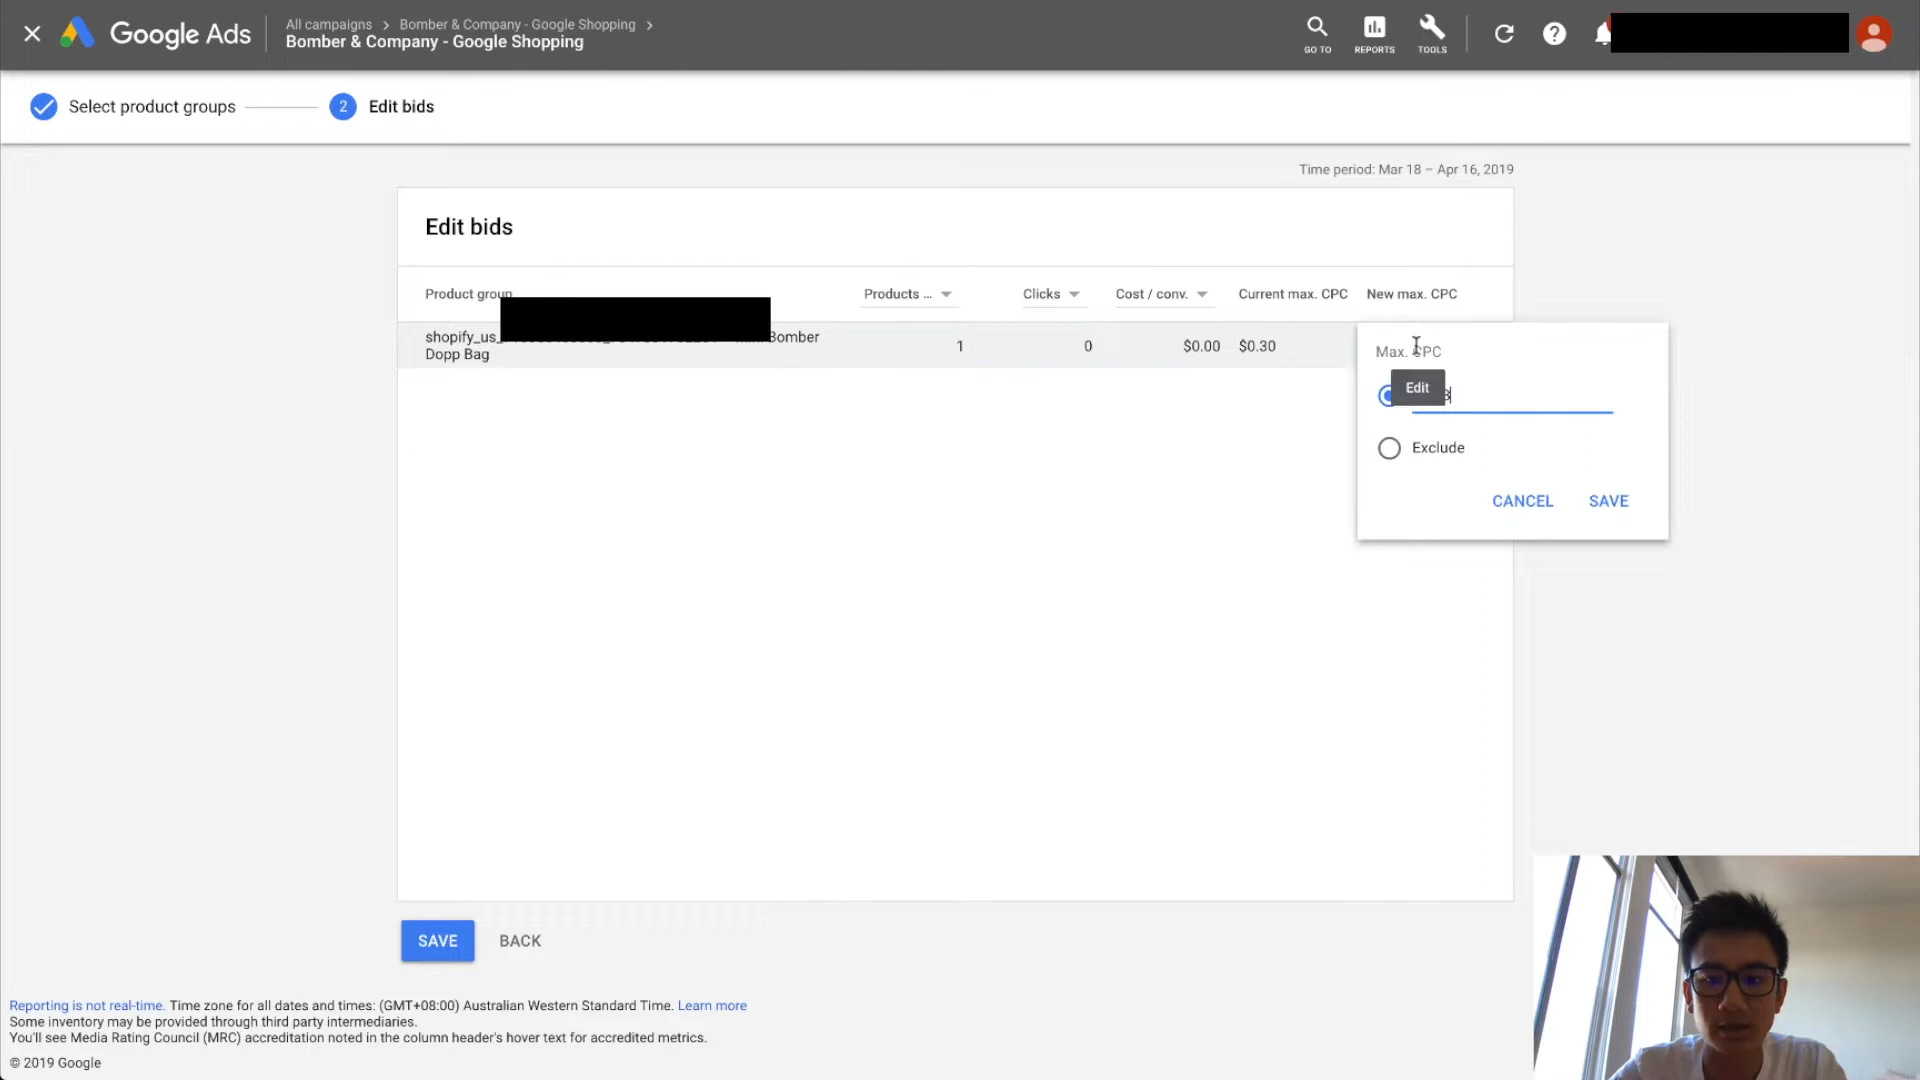 Google Ads
All campaigns > Bomber & Company - Google Shopping >
Bomber & Company - Google Shopping
GO TO
REPORTS
TOOLS
Select product groups
2
Edit bids
Time period: Mar 18 – Apr 16, 2019
Edit bids
Product group
Products ...
Clicks
Cost / conv.
Current max. CPC
New max. CPC
shopify_us_
Bomber
Dopp Bag
1
0
$0.00
$0.30
Max. CPC
Edit
Exclude
CANCEL
SAVE
SAVE
BACK
Reporting is not real-time. Time zone for all dates and times: (GMT+08:00) Australian Western Standard Time. Learn more
Some inventory may be provided through third party intermediaries.
You'll see Media Rating Council (MRC) accreditation noted in the column header's hover text for accredited metrics.
© 2019 Google